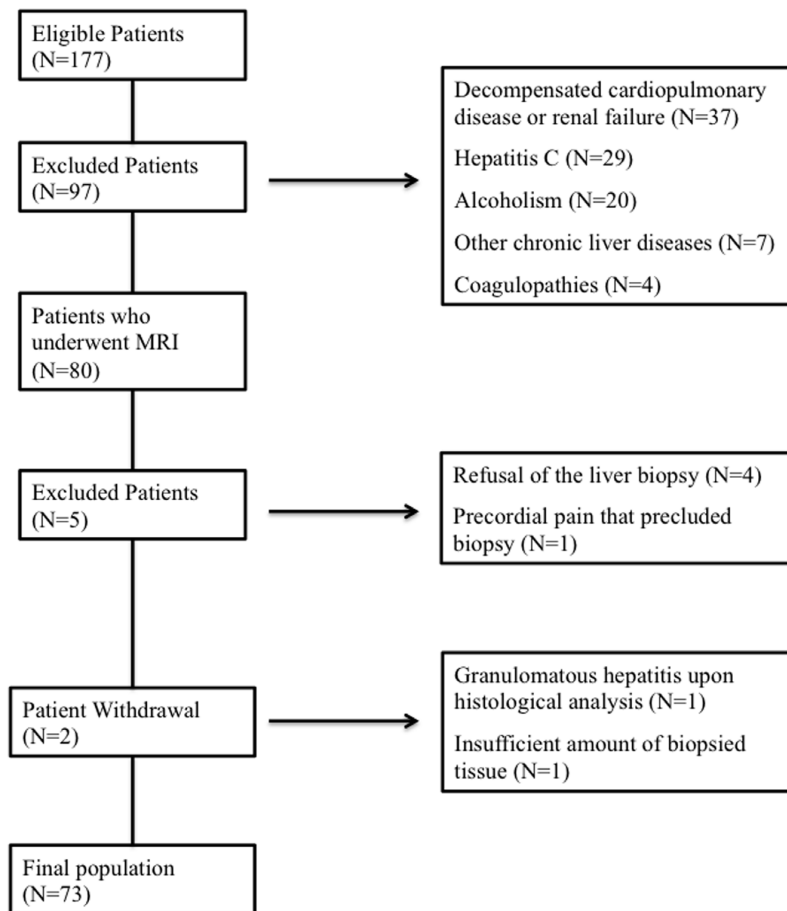 Eligible Patients
(N=177)
Decompensated cardiopulmonary
disease or renal failure (N=37)
Hepatitis C (N=29)
Alcoholism (N=20)
Other chronic liver diseases (N=7)
Coagulopathies (N=4)
Excluded Patients
(N=97)
Patients who
underwent MRI
(N=80)
Excluded Patients
(N=5)
Refusal of the liver biopsy (N=4)
Precordial pain that precluded
biopsy (N=1)
Patient Withdrawal
(N=2)
Granulomatous hepatitis upon
histological analysis (N=1)
Insufficient amount of biopsied
tissue (N=1)
Final population
(N=73)